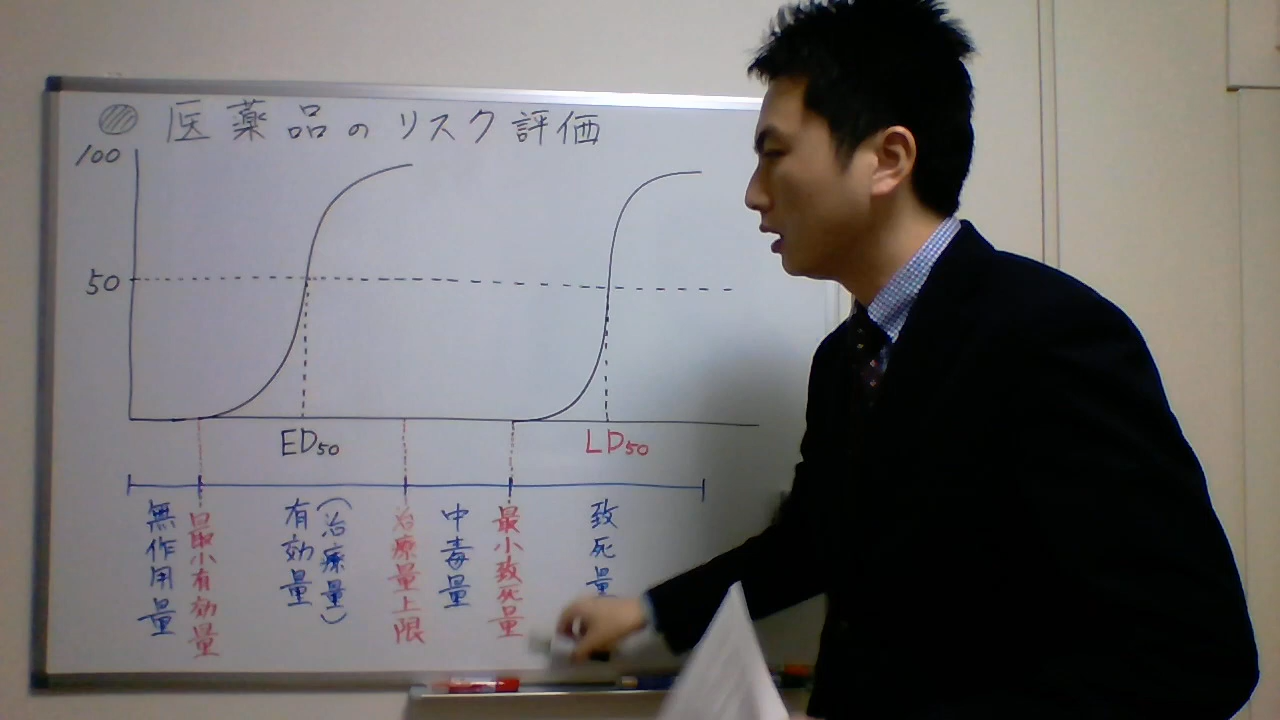 医薬品のリスク評価
100
50
ED50
LD50
無作用量
最小有効量
有効量
(治療量)
治療量上限
中毒量
最小致死量
致死量